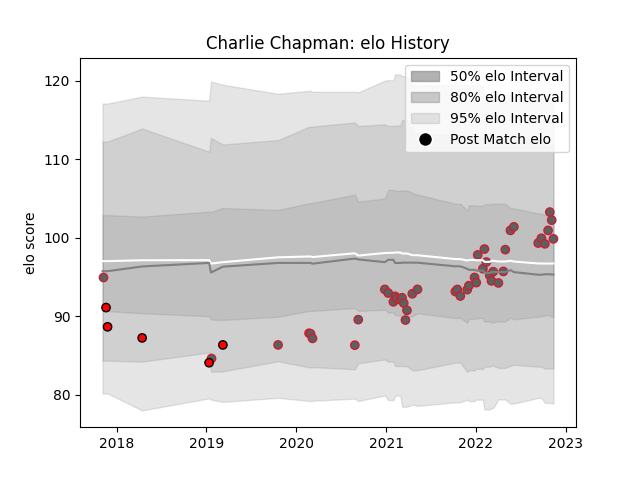 Charlie Chapman: elo History
50% elo Interval
80% elo Interval
95% elo Interval
Post Match elo
elo score
120
110
100
90
80
2018 2019 2020 2021 2022 2023